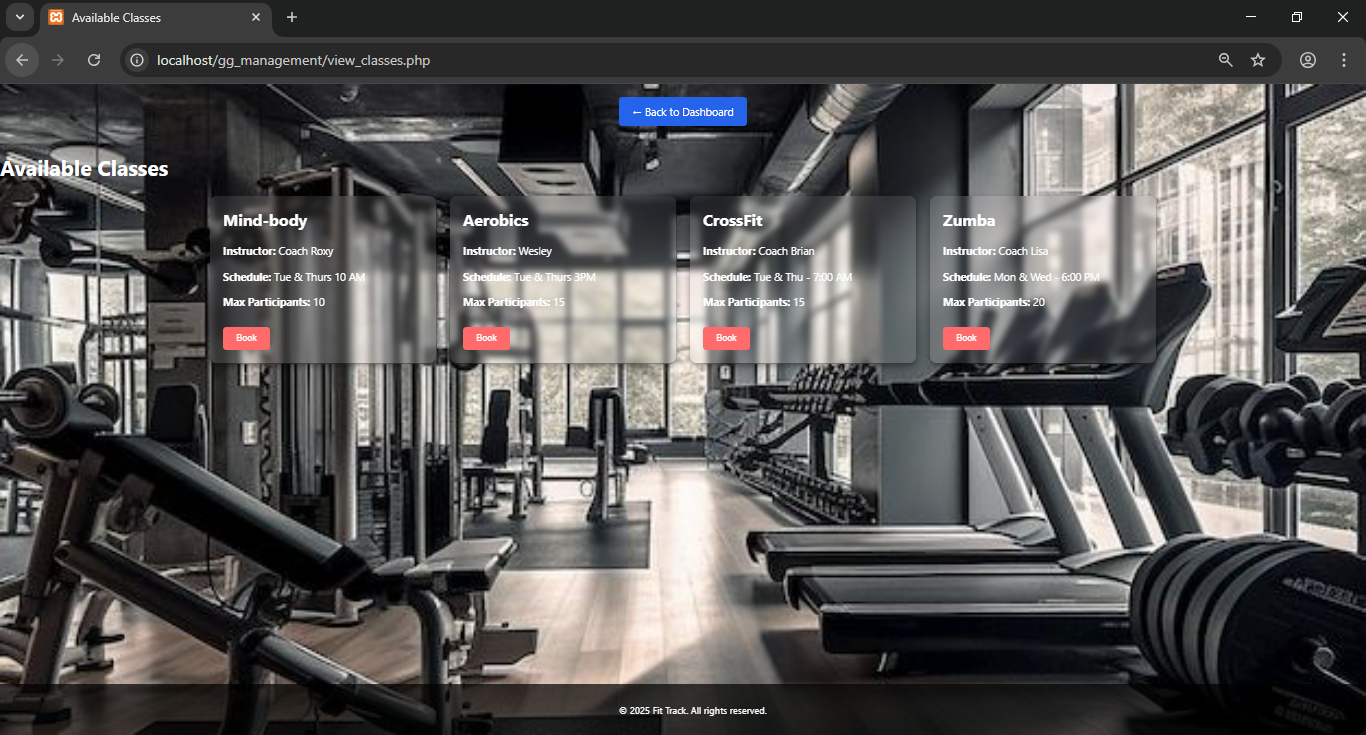 Available Classes
localhost/gg_management/view_classes.php
← Back to Dashboard
Available Classes
Mind-body
Instructor: Coach Roxy
Schedule: Tue & Thurs 10 AM
Max Participants: 10
Book
Aerobics
Instructor: Wesley
Schedule: Tue & Thurs 3PM
Max Participants: 15
Book
CrossFit
Instructor: Coach Brian
Schedule: Tue & Thu - 7:00 AM
Max Participants: 15
Book
Zumba
Instructor: Coach Lisa
Schedule: Mon & Wed - 6:00 PM
Max Participants: 20
Book
© 2025 Fit Track. All rights reserved.